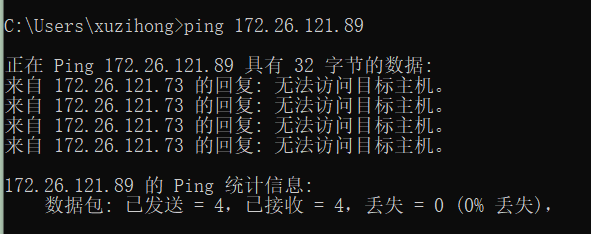 C:\Users\xuzihong>ping 172.26.121.89
正在 Ping 172.26.121.89 具有 32 字节的数据:
来自 172.26.121.73 的回复: 无法访问目标主机。
来自 172.26.121.73 的回复: 无法访问目标主机。
来自 172.26.121.73 的回复: 无法访问目标主机。
来自 172.26.121.73 的回复: 无法访问目标主机。
172.26.121.89 的 Ping 统计信息:
数据包: 已发送 = 4，已接收 = 4，丢失 = 0 (0% 丢失)，